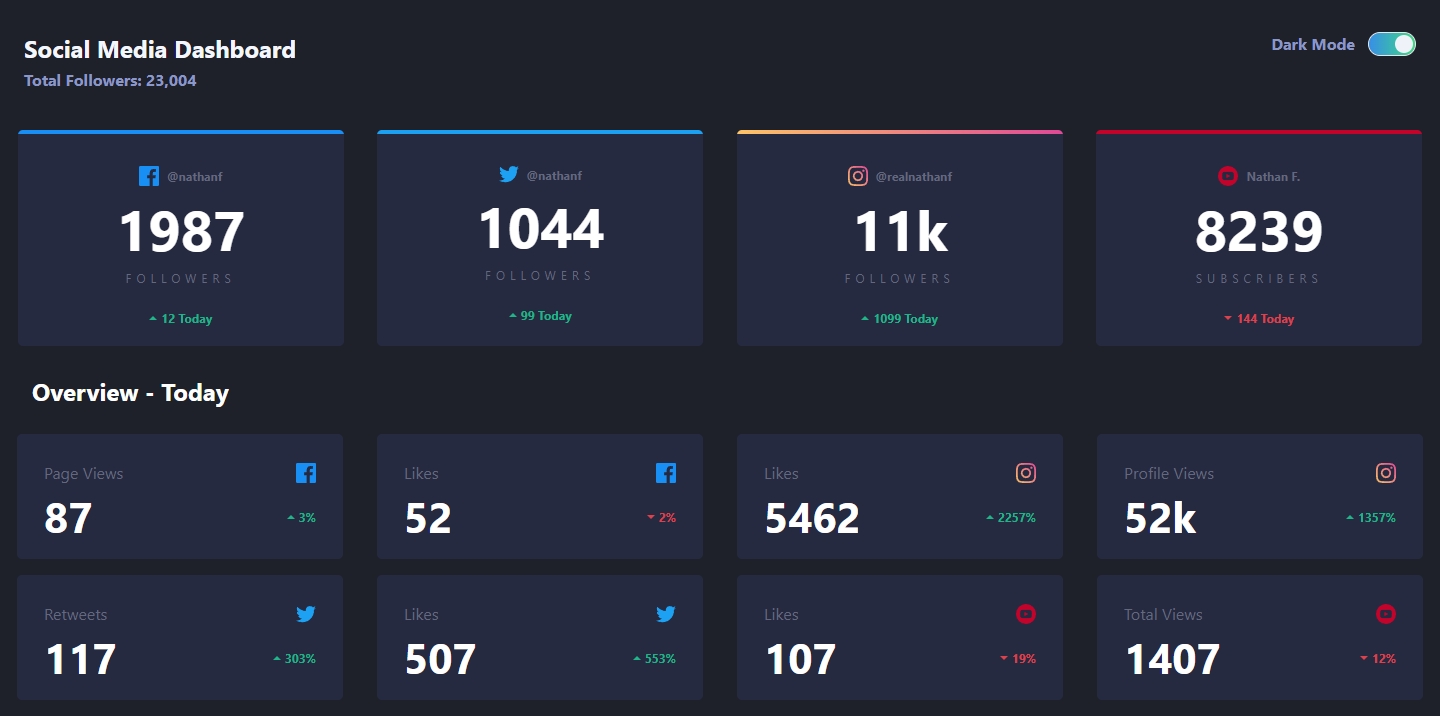 Social Media Dashboard
Dark Mode
Total Followers: 23,004
@nathanf
1987
FOLLOWERS
12 Today
@nathanf
1044
FOLLOWERS
99 Today
@realnathanf
11k
FOLLOWERS
1099 Today
Nathan F.
8239
SUBSCRIBERS
144 Today
Overview - Today
Page Views
87
3%
Likes
52
2%
Likes
5462
2257%
Profile Views
52k
1357%
Retweets
117
303%
Likes
507
553%
Likes
107
19%
Total Views
1407
12%